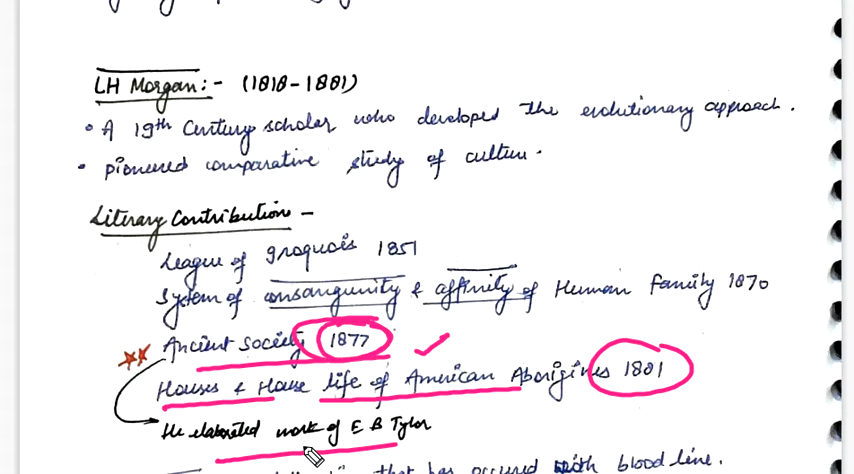 LH Morgan:- (1818-1881)
• A 19th Century scholar who developed the evolutionary approach.
• pioneered comparative study of culture.
Literary Contribution -
League of Iroquois 1851
System of consanguinity & affinity of Human Family 1870
** Ancient Society 1877 ✓
Houses & House life of American Aborigines 1881
He elaborated work of E B Tylor
that has occured with blood line.